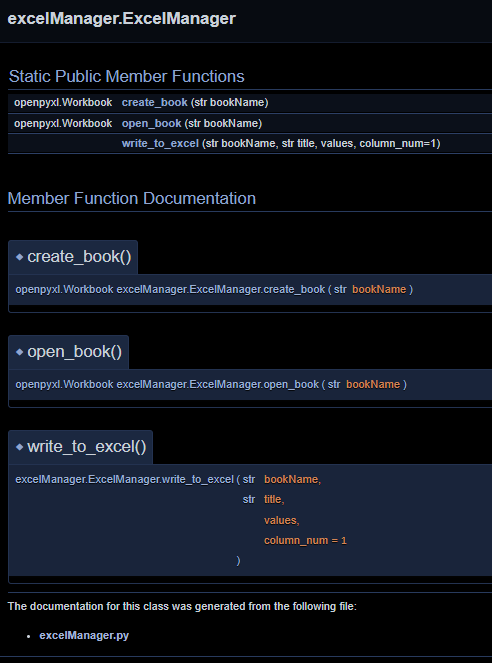 excelManager.ExcelManager
Static Public Member Functions
openpyxl.Workbook create_book (str bookName)
openpyxl.Workbook open_book (str bookName)
write_to_excel (str bookName, str title, values, column_num=1)
Member Function Documentation
◆ create_book()
openpyxl.Workbook excelManager.ExcelManager.create_book ( str bookName )
◆ open_book()
openpyxl.Workbook excelManager.ExcelManager.open_book ( str bookName )
◆ write_to_excel()
excelManager.ExcelManager.write_to_excel ( str bookName,
str title,
values,
column_num = 1
)
The documentation for this class was generated from the following file:
• excelManager.py